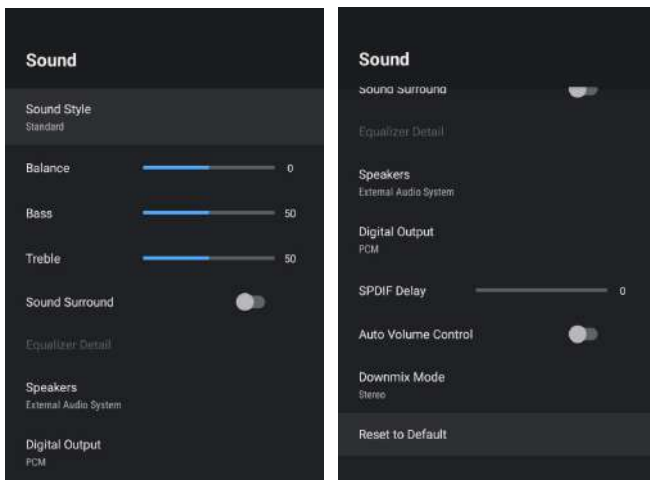 Sound
Sound Style
Standard
Balance 0
Bass 50
Treble 50
Sound Surround
Equalizer Detail
Speakers
External Audio System
Digital Output
PCM
Sound
Sound Surround
Equalizer Detail
Speakers
External Audio System
Digital Output
PCM
SPDIF Delay 0
Auto Volume Control
Downmix Mode
Stereo
Reset to Default